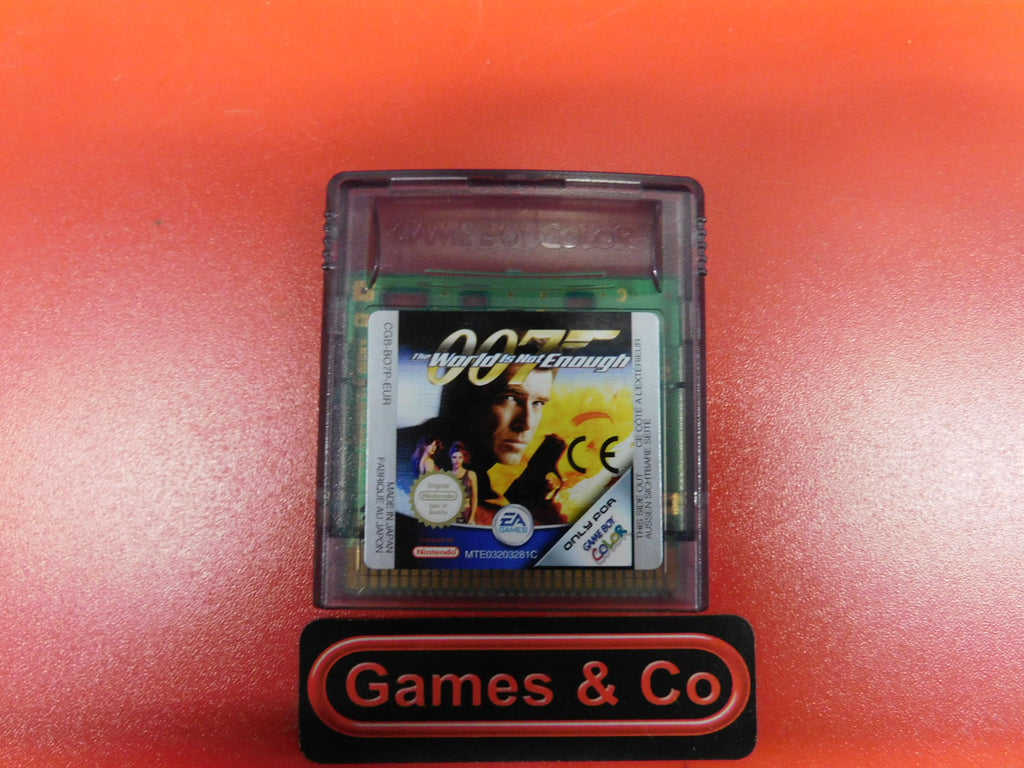 GAME BOY COLOR
CGB-BO7P-EUR
MADE IN JAPAN
FABRIQUE AU JAPON
007
The World Is Not Enough
CE
Original
Nintendo
Seal of
Quality
EA
GAMES
Nintendo
MTE03203281C
ONLY FOR
GAME BOY
COLOR
THIS SIDE OUT CE CÔTÉ A L'EXTÉRIEUR
AUSSEN SICHTBARE SEITE
Games & Co